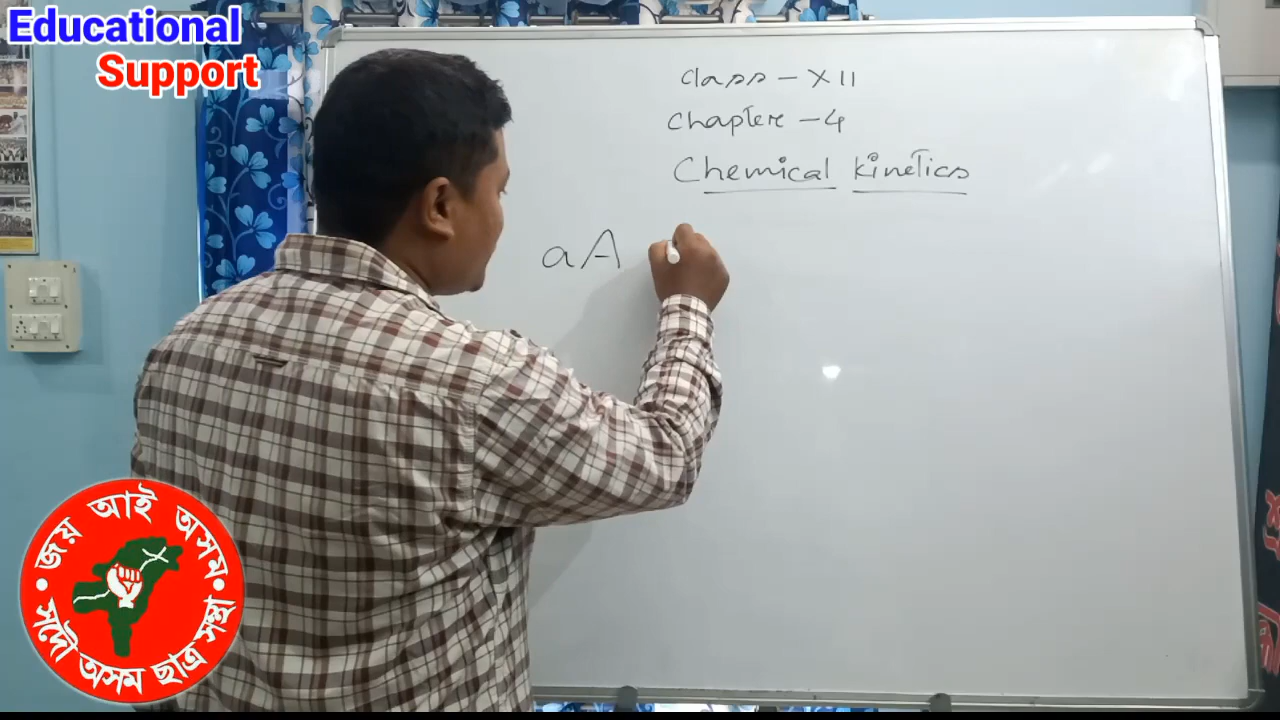 Educational
Support
Class - XII
Chapter - 4
Chemical kinetics
aA
জয় আই অসম
সদৌ অসম ছাত্ৰ সন্থা